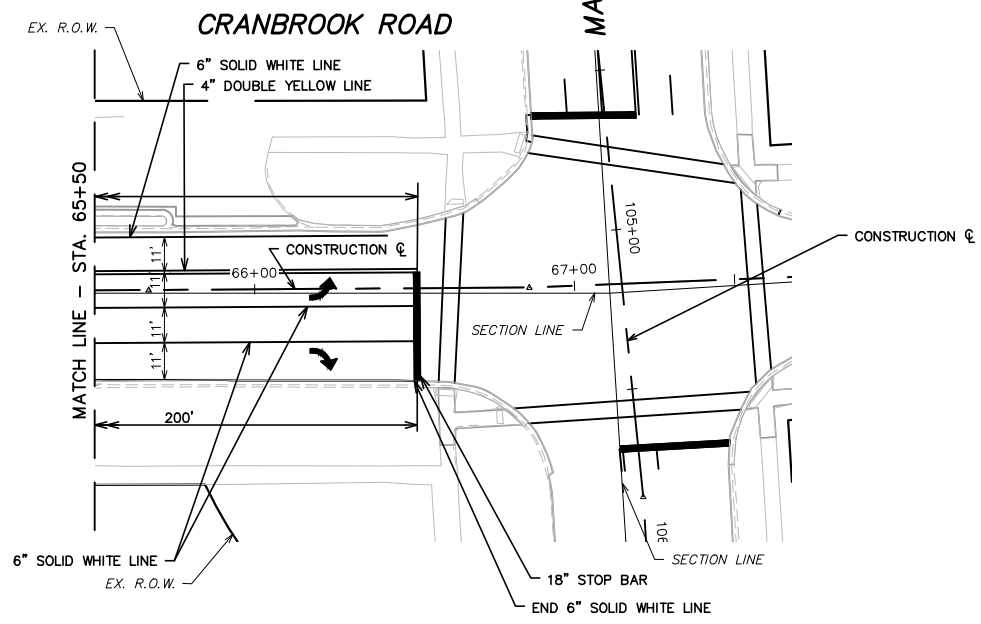 CRANBROOK ROAD
MA
EX. R.O.W.
6" SOLID WHITE LINE
4" DOUBLE YELLOW LINE
MATCH LINE – STA. 65+50
11'
11'
11'
11'
CONSTRUCTION ℄
66+00
67+00
105+00
CONSTRUCTION ℄
SECTION LINE
200'
106
6" SOLID WHITE LINE
EX. R.O.W.
SECTION LINE
18" STOP BAR
END 6" SOLID WHITE LINE